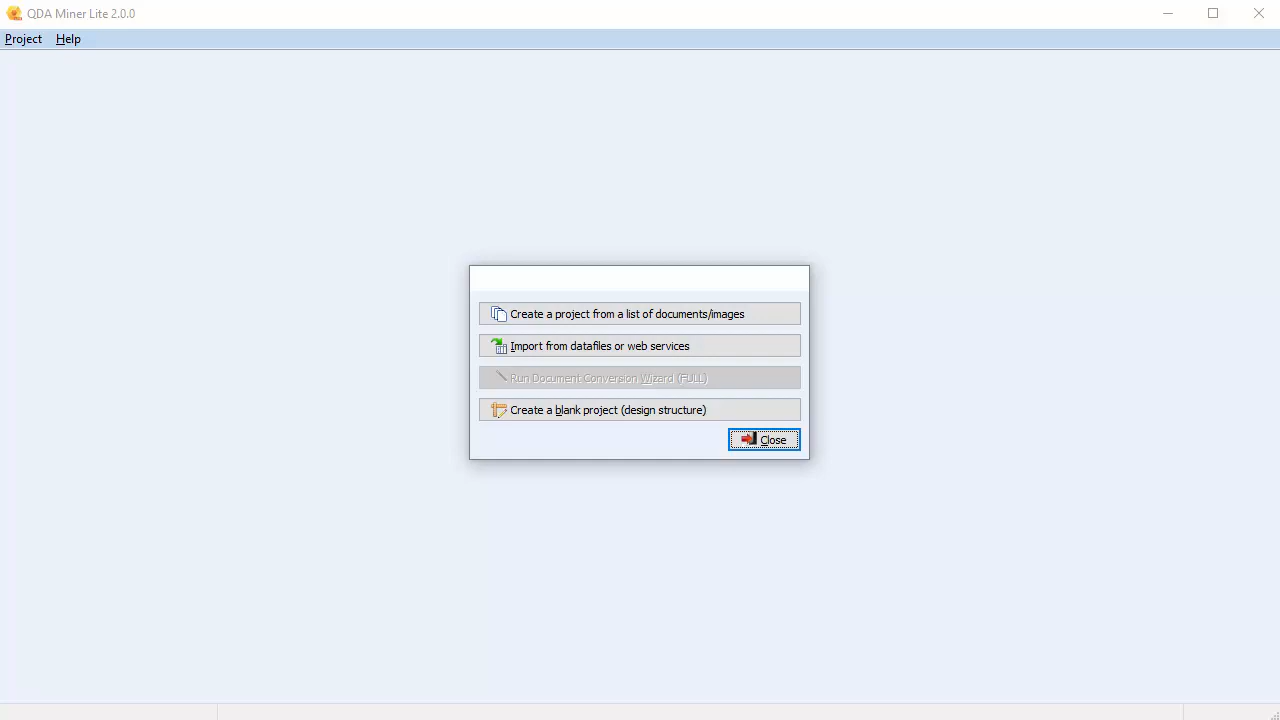 QDA Miner Lite 2.0.0
Project Help
Create a project from a list of documents/images
Import from datafiles or web services
Run Document Conversion Wizard (FULL)
Create a blank project (design structure)
Close